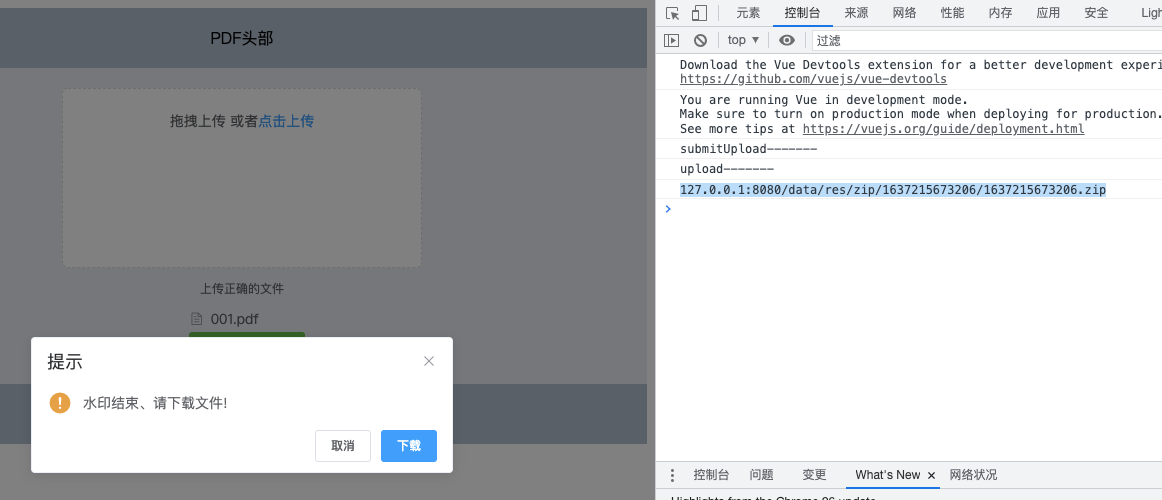 PDF头部
拖拽上传 或者点击上传
上传正确的文件
001.pdf
提示
水印结束、请下载文件!
取消
下载
元素 控制台 来源 网络 性能 内存 应用 安全 Ligh
top ▼ 过滤
Download the Vue Devtools extension for a better development experi
https://github.com/vuejs/vue-devtools
You are running Vue in development mode.
Make sure to turn on production mode when deploying for production.
See more tips at https://vuejs.org/guide/deployment.html
submitUpload-------
upload-------
127.0.0.1:8080/data/res/zip/1637215673206/1637215673206.zip
控制台 问题 变更 What's New × 网络状况
Highlights from the Chrome 96 update